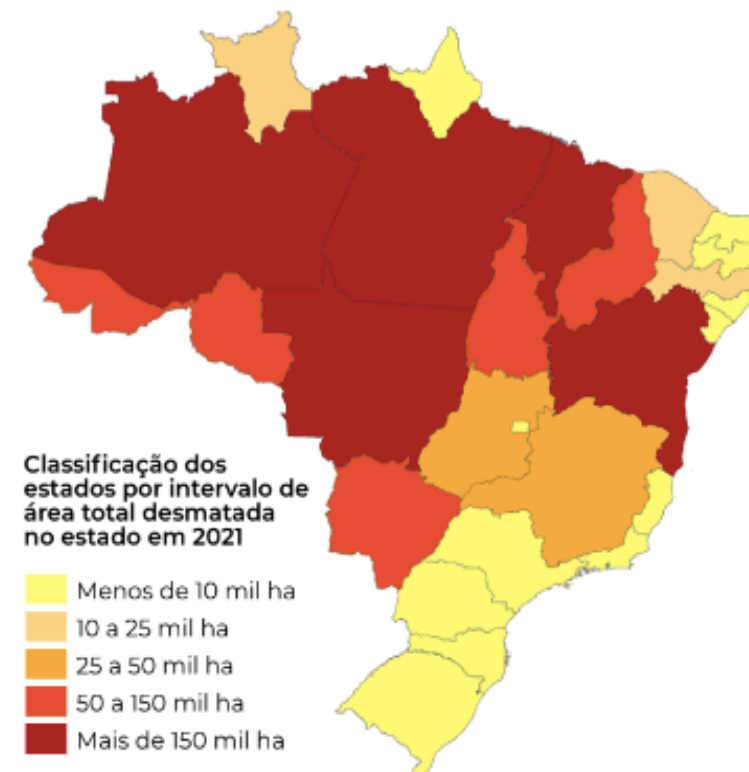 Classificação dos
estados por intervalo de
área total desmatada
no estado em 2021
Menos de 10 mil ha
10 a 25 mil ha
25 a 50 mil ha
50 a 150 mil ha
Mais de 150 mil ha